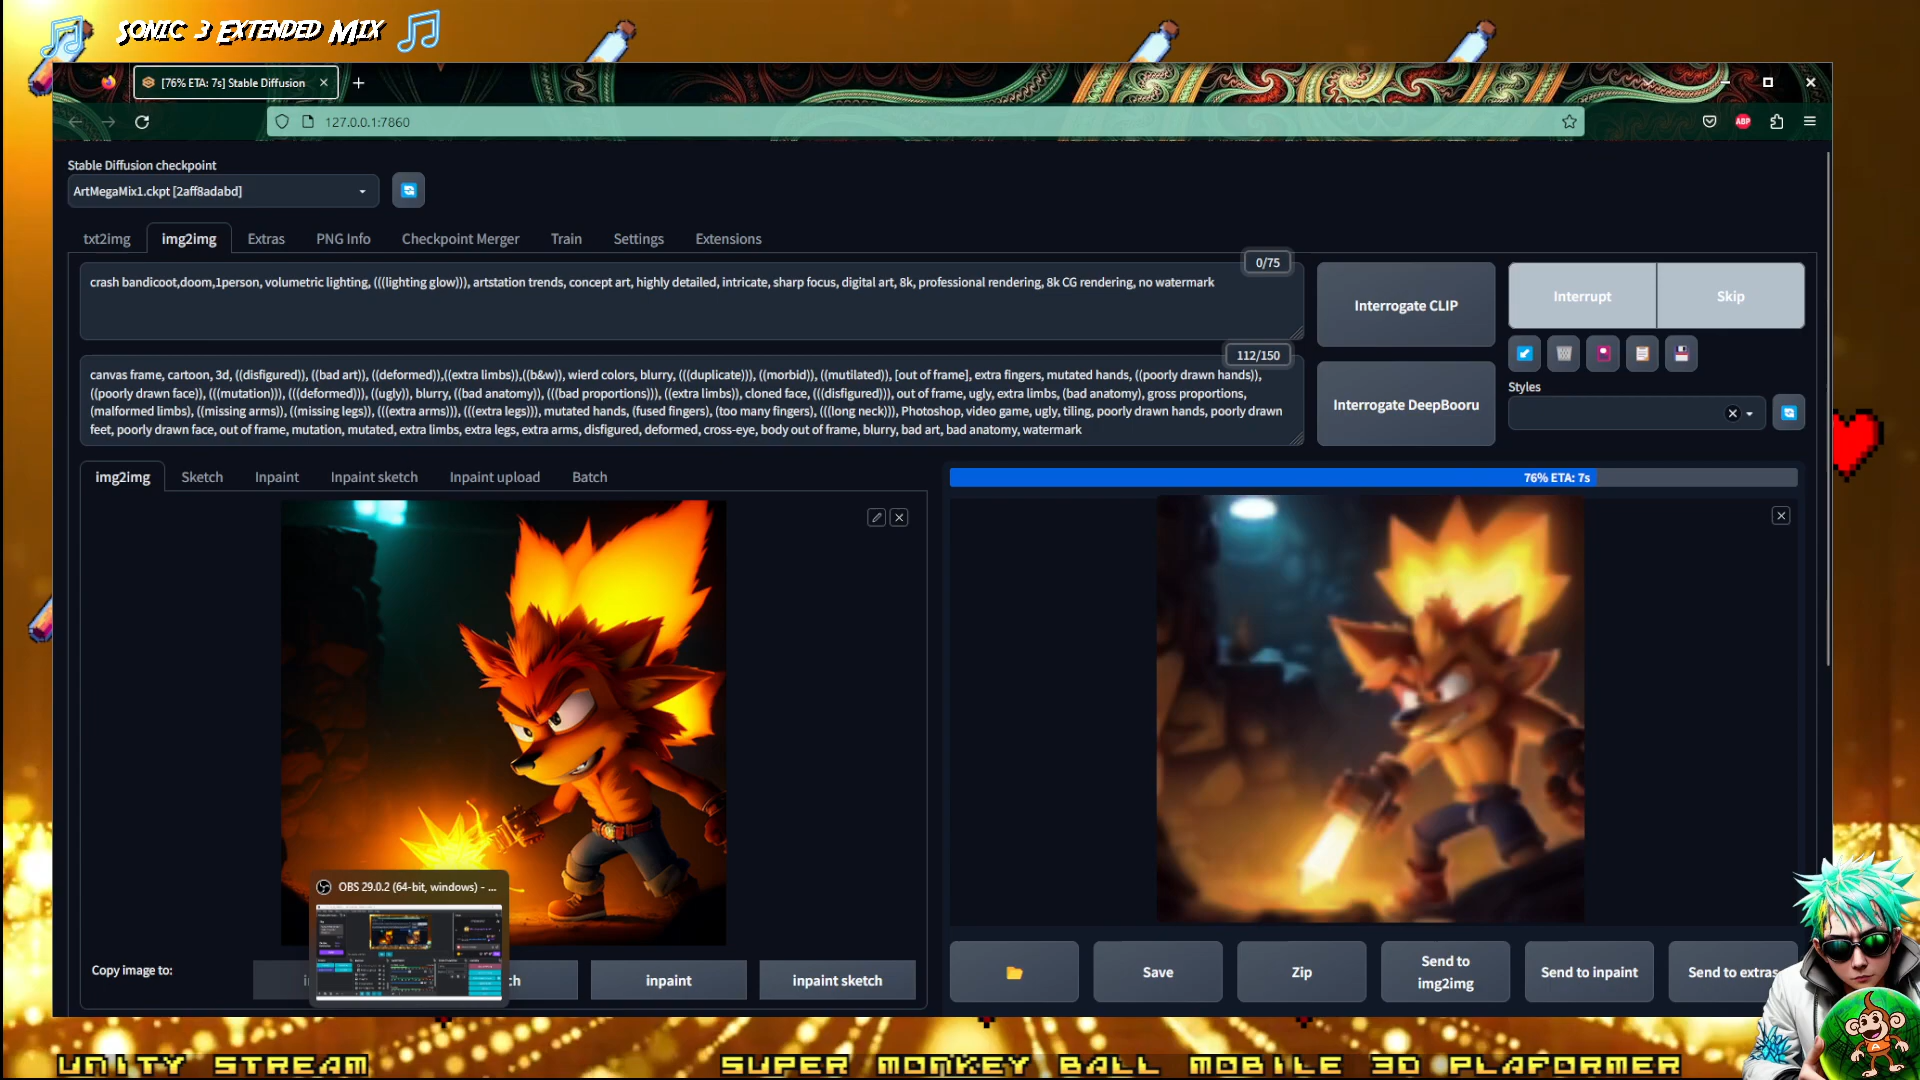 Sonic 3 Extended Mix
[76% ETA: 7s] Stable Diffusion
127.0.0.1:7860
ABP
Stable Diffusion checkpoint
ArtMegaMix1.ckpt [2aff8adabd]
txt2img
img2img
Extras
PNG Info
Checkpoint Merger
Train
Settings
Extensions
0/75
crash bandicoot,doom,1person, volumetric lighting, (((lighting glow))), artstation trends, concept art, highly detailed, intricate, sharp focus, digital art, 8k, professional rendering, 8k CG rendering, no watermark
Interrogate CLIP
Interrupt
Skip
112/150
canvas frame, cartoon, 3d, ((disfigured)), ((bad art)), ((deformed)),((extra limbs)),((b&w)), wierd colors, blurry, (((duplicate))), ((morbid)), ((mutilated)), [out of frame], extra fingers, mutated hands, ((poorly drawn hands)),
((poorly drawn face)), (((mutation))), (((deformed))), ((ugly)), blurry, ((bad anatomy)), (((bad proportions))), ((extra limbs)), cloned face, (((disfigured))), out of frame, ugly, extra limbs, (bad anatomy), gross proportions,
(malformed limbs), ((missing arms)), ((missing legs)), (((extra arms))), (((extra legs))), mutated hands, (fused fingers), (too many fingers), (((long neck))), Photoshop, video game, ugly, tiling, poorly drawn hands, poorly drawn
feet, poorly drawn face, out of frame, mutation, mutated, extra limbs, extra legs, extra arms, disfigured, deformed, cross-eye, body out of frame, blurry, bad art, bad anatomy, watermark
Interrogate DeepBooru
Styles
img2img
Sketch
Inpaint
Inpaint sketch
Inpaint upload
Batch
76% ETA: 7s
OBS 29.0.2 (64-bit, windows) - ...
Copy image to:
inpaint
inpaint sketch
Save
Zip
Send to
img2img
Send to inpaint
Send to extras
UNITY STREAM
SUPER MONKEY BALL MOBILE 3D PLAFORMER